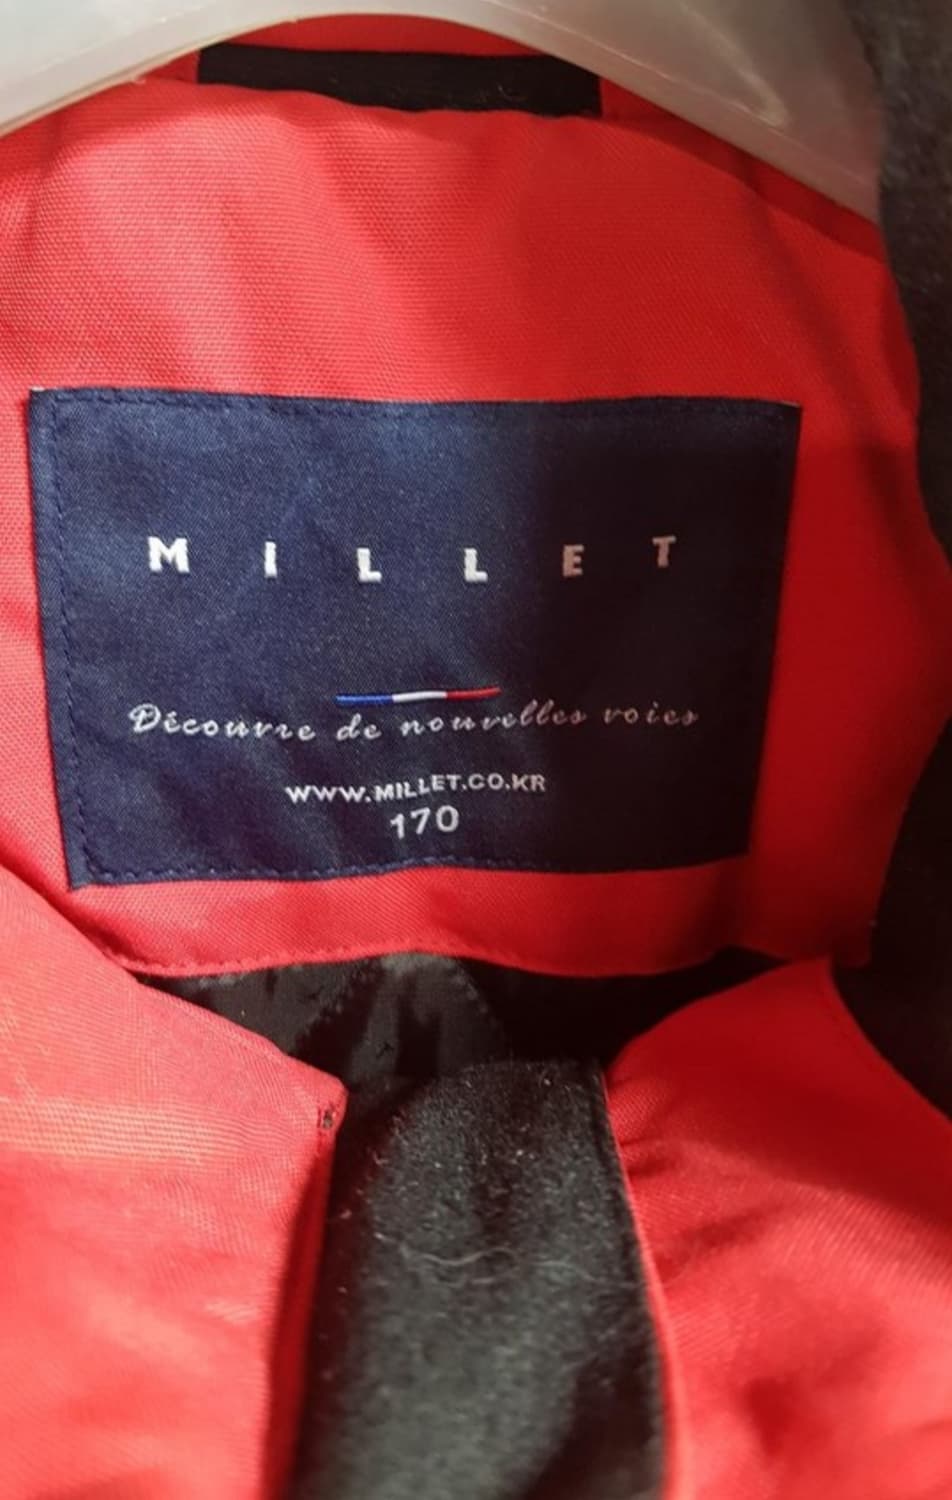 MILLET
Découvre de nouvelles voies
WWW.MILLET.CO.KR
170